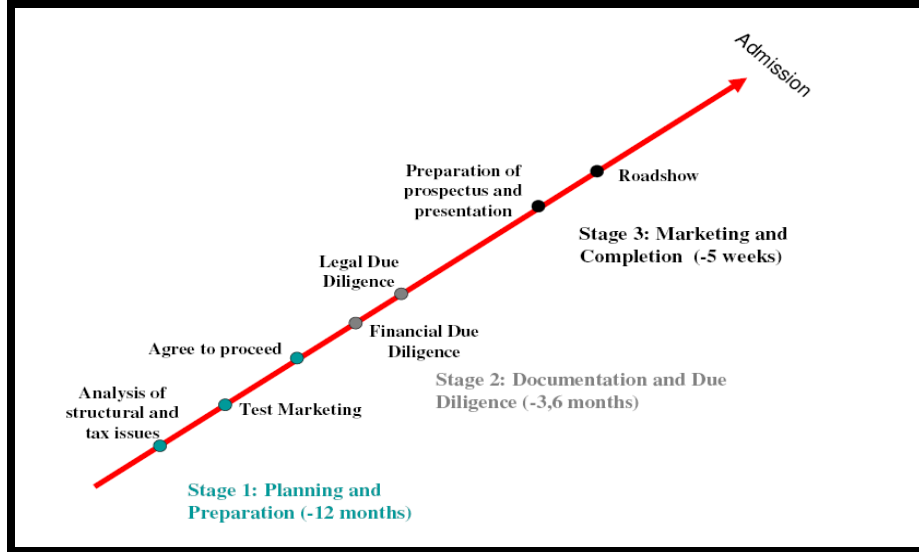 Admission
Preparation of
prospectus and
presentation
Roadshow
Stage 3: Marketing and
Completion  (-5 weeks)
Legal Due
Diligence
Financial Due
Diligence
Agree to proceed
Stage 2: Documentation and Due
Diligence (-3,6 months)
Analysis of
structural and
tax issues
Test Marketing
Stage 1: Planning and
Preparation (-12 months)